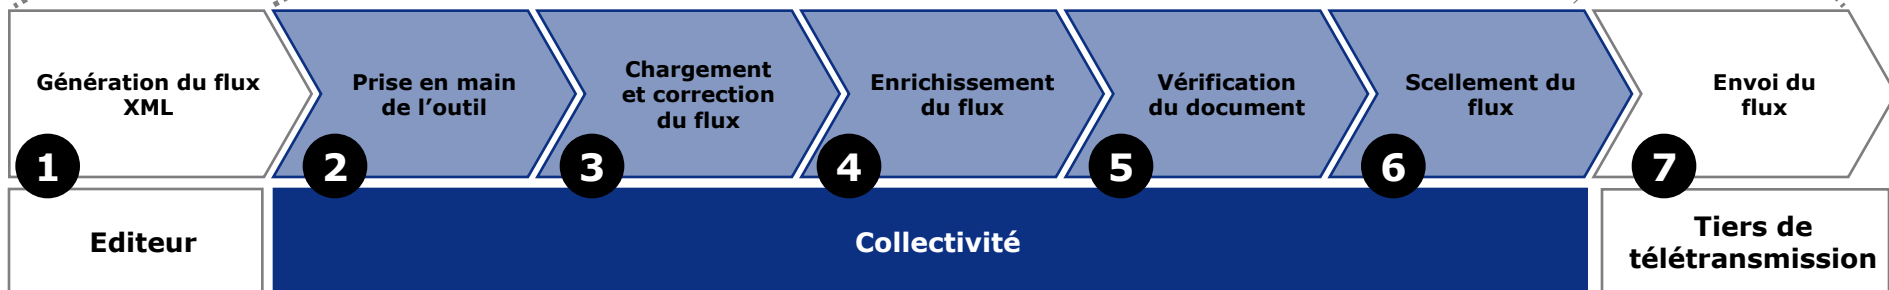 Génération du flux
XML
Prise en main
de l’outil
Chargement
et correction
du flux
Enrichissement
du flux
Vérification
du document
Scellement du
flux
Envoi du
flux
1
2
3
4
5
6
7
Editeur
Collectivité
Tiers de
télétransmission